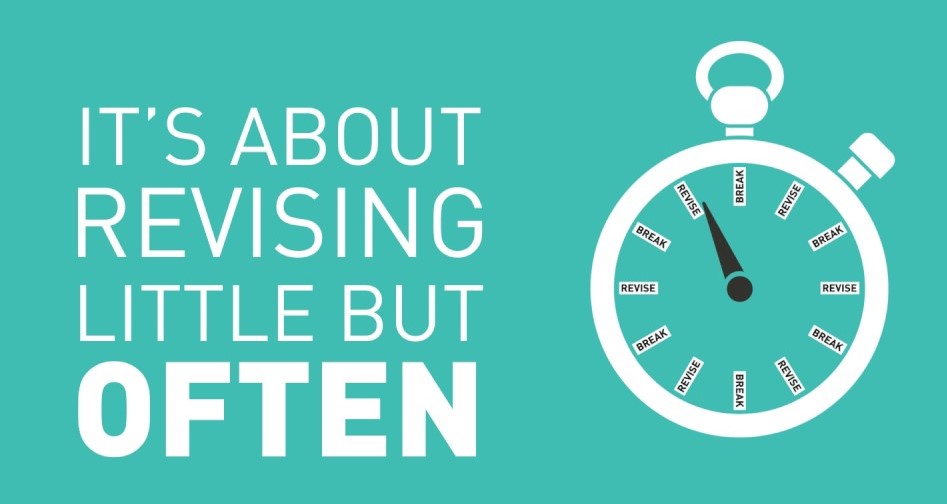 IT'S ABOUT
REVISING
LITTLE BUT
OFTEN
BREAK
REVISE
BREAK
REVISE
BREAK
REVISE
BREAK
REVISE
BREAK
REVISE
BREAK
REVISE